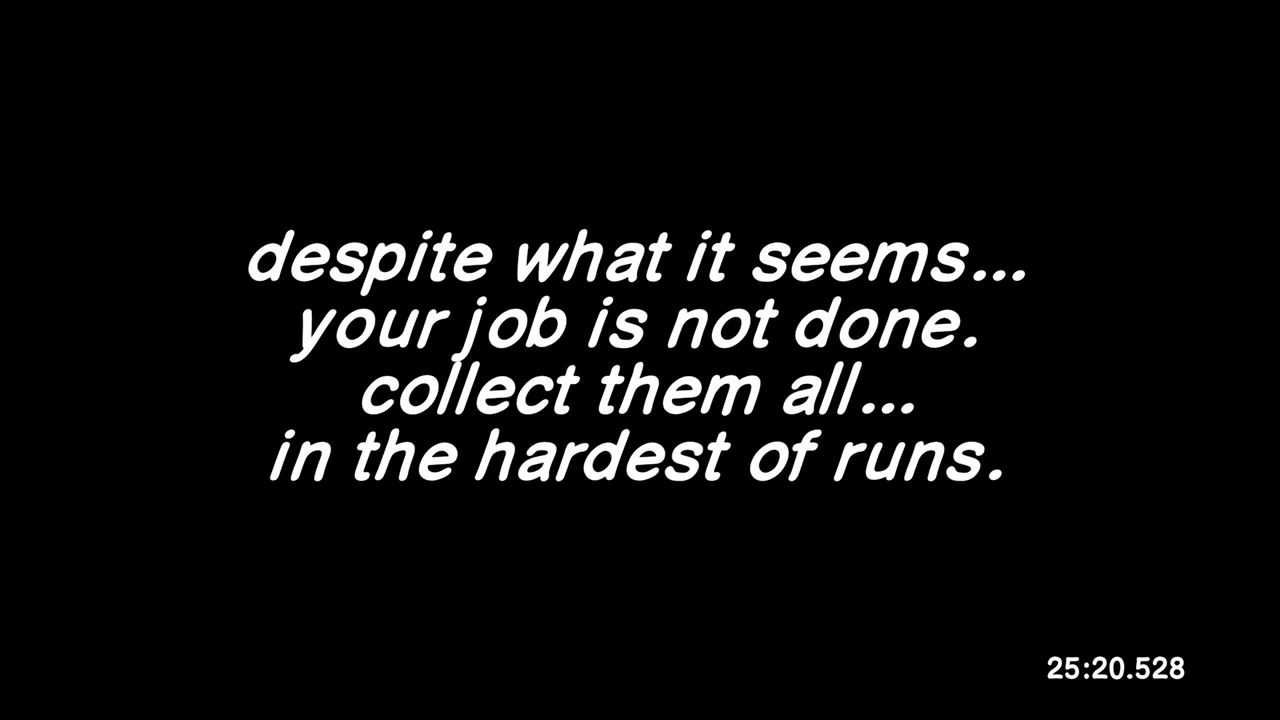 despite what it seems...
your job is not done.
collect them all...
in the hardest of runs.
25:20.528